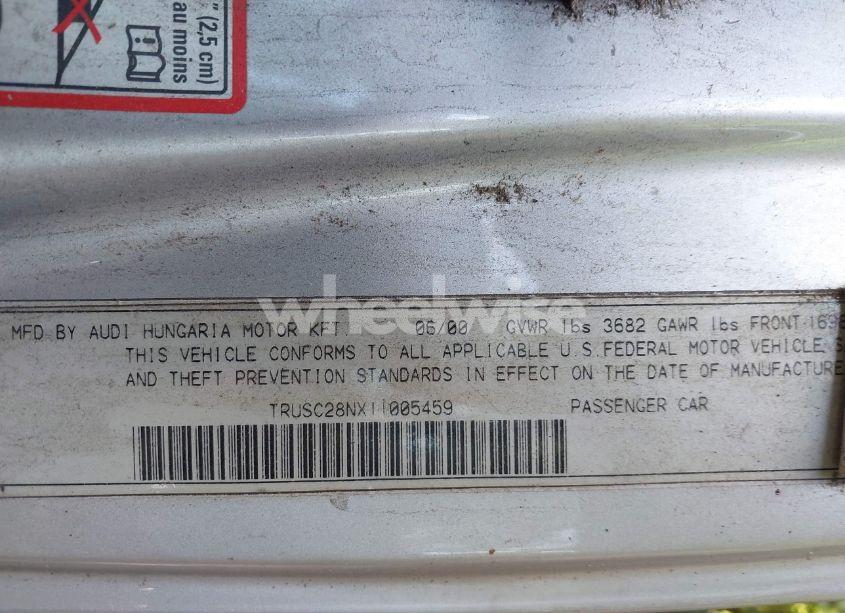 " (2,5 cm)
au moins
wheelwise
MFD BY AUDI HUNGARIA MOTOR KFT. 06/00 GVWR lbs 3682 GAWR lbs FRONT
THIS VEHICLE CONFORMS TO ALL APPLICABLE U.S.FEDERAL MOTOR VEHICLE
AND THEFT PREVENTION STANDARDS IN EFFECT ON THE DATE OF MANUFACTURE
TRUSC28NX11005459 PASSENGER CAR